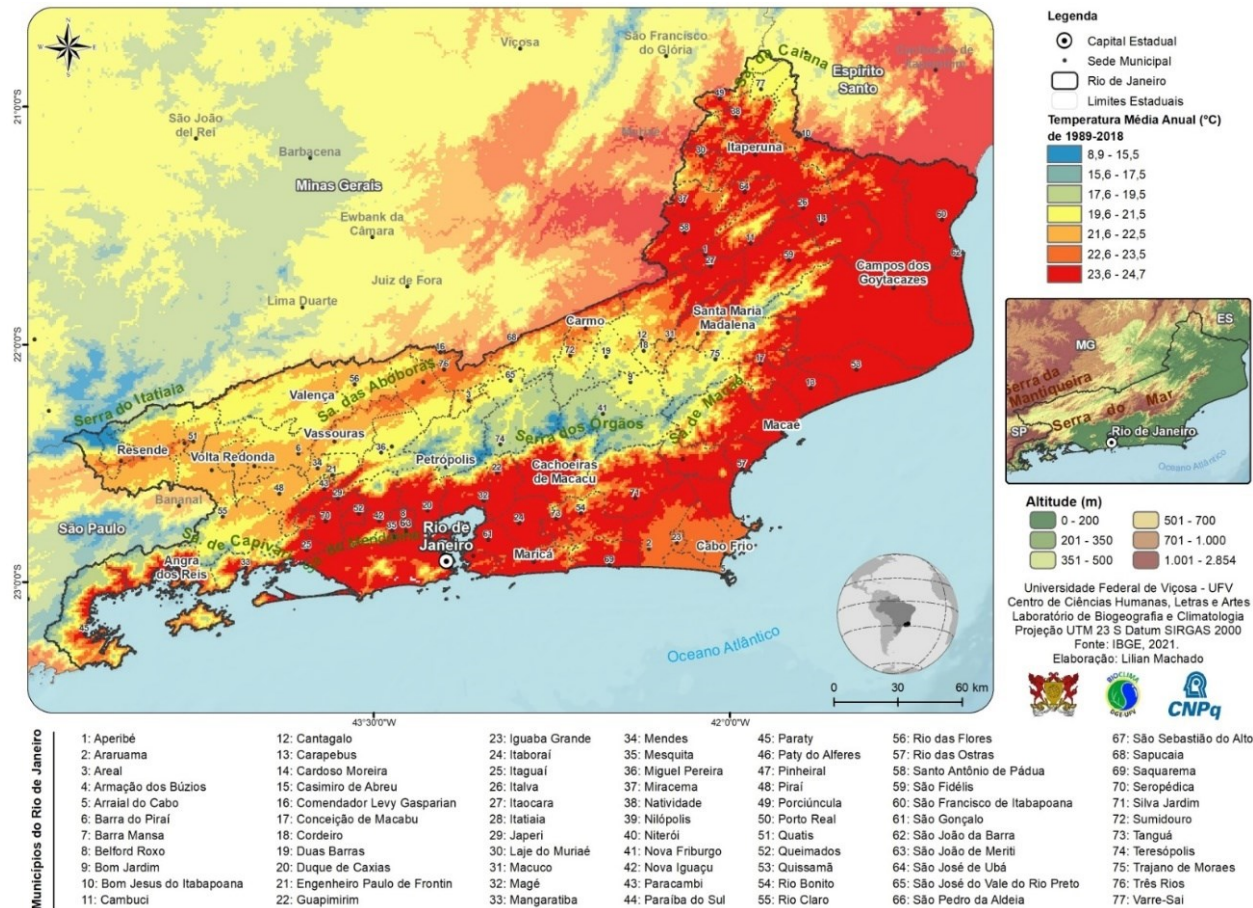 Viçosa
São Francisco
do Glória
Sa. da Caiana
Espírito
Santo
São João
del Rei
Barbacena
Minas Gerais
Ewbank da
Câmara
Juiz de Fora
Lima Duarte
Itaperuna
Campos dos
Goytacazes
Santa Maria
Madalena
Carmo
Serra do Itatiaia
Sa. das Abóboras
Valença
Vassouras
Resende
Volta Redonda
Petrópolis
Serra dos Órgãos
Sa. de Macaé
Macaé
Cachoeiras
de Macacu
Bananal
São Paulo
Rio de
Janeiro
Maricá
Cabo Frio
Angra
dos Reis
Oceano Atlântico
21°0'0"S
22°0'0"S
23°0'0"S
43°30'0"W
42°0'0"W
0 30 60 km
Legenda
Capital Estadual
Sede Municipal
Rio de Janeiro
Limites Estaduais
Temperatura Média Anual (°C)
de 1989-2018
8,9 - 15,5
15,6 - 17,5
17,6 - 19,5
19,6 - 21,5
21,6 - 22,5
22,6 - 23,5
23,6 - 24,7
ES
MG
Serra da
Mantiqueira
Serra do Mar
SP
Rio de Janeiro
Oceano Atlântico
Altitude (m)
0 - 200
201 - 350
351 - 500
501 - 700
701 - 1.000
1.001 - 2.854
Universidade Federal de Viçosa - UFV
Centro de Ciências Humanas, Letras e Artes
Laboratório de Biogeografia e Climatologia
Projeção UTM 23 S Datum SIRGAS 2000
Fonte: IBGE, 2021.
Elaboração: Lilian Machado
BIOCLIMA
DGE-UFV
CNPq
Municípios do Rio de Janeiro
1: Aperibé
2: Araruama
3: Areal
4: Armação dos Búzios
5: Arraial do Cabo
6: Barra do Piraí
7: Barra Mansa
8: Belford Roxo
9: Bom Jardim
10: Bom Jesus do Itabapoana
11: Cambuci
12: Cantagalo
13: Carapebus
14: Cardoso Moreira
15: Casimiro de Abreu
16: Comendador Levy Gasparian
17: Conceição de Macabu
18: Cordeiro
19: Duas Barras
20: Duque de Caxias
21: Engenheiro Paulo de Frontin
22: Guapimirim
23: Iguaba Grande
24: Itaboraí
25: Itaguaí
26: Italva
27: Itaocara
28: Itatiaia
29: Japeri
30: Laje do Muriaé
31: Macuco
32: Magé
33: Mangaratiba
34: Mendes
35: Mesquita
36: Miguel Pereira
37: Miracema
38: Natividade
39: Nilópolis
40: Niterói
41: Nova Friburgo
42: Nova Iguaçu
43: Paracambi
44: Paraíba do Sul
45: Paraty
46: Paty do Alferes
47: Pinheiral
48: Piraí
49: Porciúncula
50: Porto Real
51: Quatis
52: Queimados
53: Quissamã
54: Rio Bonito
55: Rio Claro
56: Rio das Flores
57: Rio das Ostras
58: Santo Antônio de Pádua
59: São Fidélis
60: São Francisco de Itabapoana
61: São Gonçalo
62: São João da Barra
63: São João de Meriti
64: São José de Ubá
65: São José do Vale do Rio Preto
66: São Pedro da Aldeia
67: São Sebastião do Alto
68: Sapucaia
69: Saquarema
70: Seropédica
71: Silva Jardim
72: Sumidouro
73: Tanguá
74: Teresópolis
75: Trajano de Moraes
76: Três Rios
77: Varre-Sai